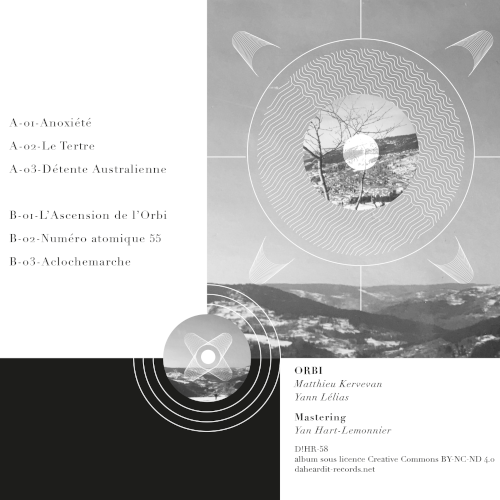 A-01-Anoxiété
A-02-Le Tertre
A-03-Détente Australienne
B-01-L'Ascension de l'Orbi
B-02-Numéro atomique 55
B-03-Aclochemarche
ORBI
Matthieu Kervevan
Yann Lélias
Mastering
Yan Hart-Lemonnier
D!HR-58
album sous licence Creative Commons BY-NC-ND 4.0
daheardit-records.net